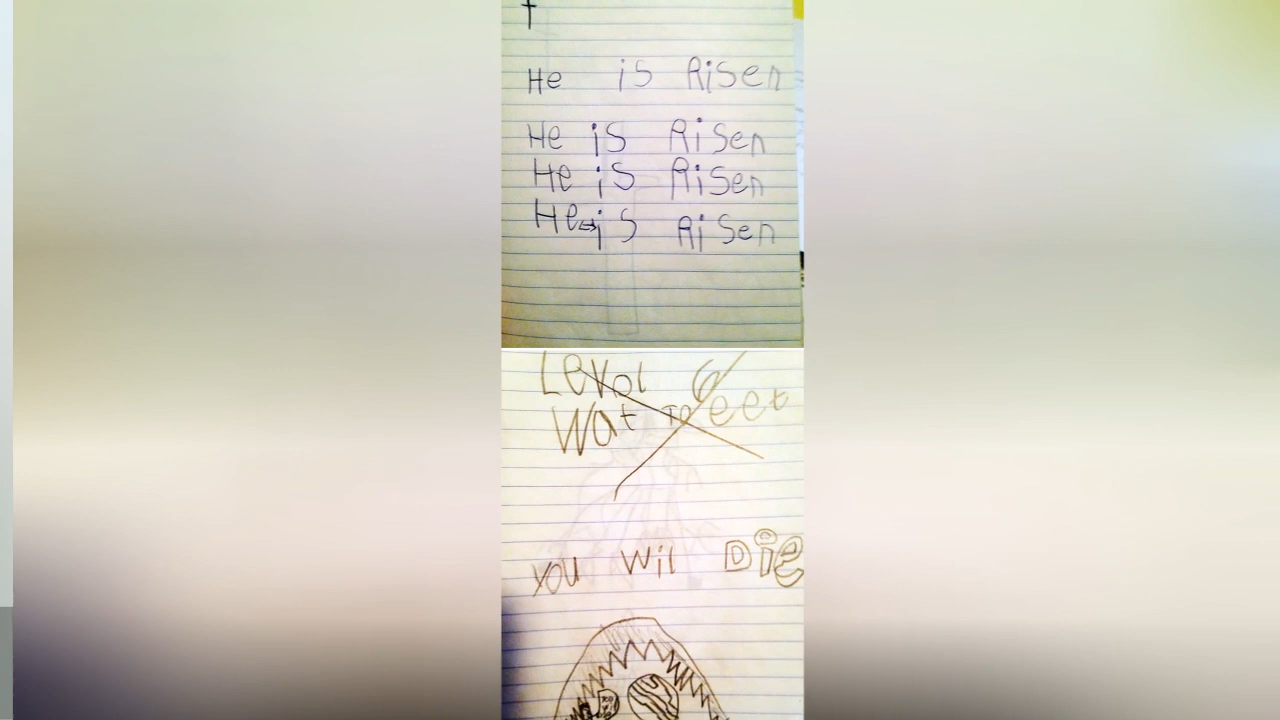 He is Risen
He is Risen
He is Risen
He is Risen
Level 6
Wat To eet
you wil Die